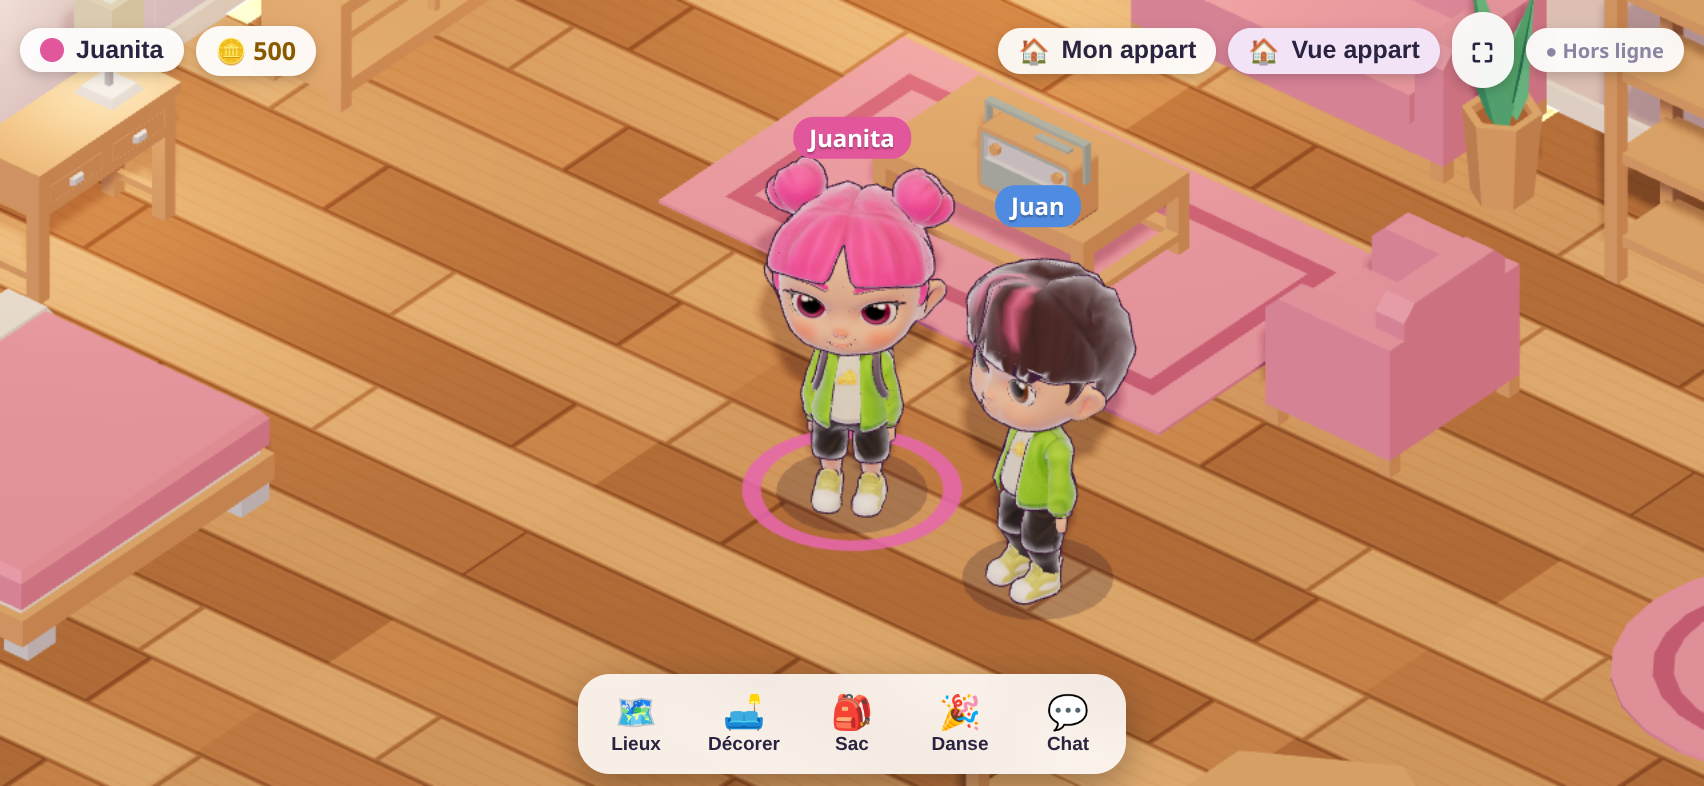 Juanita
500
Mon appart
Vue appart
Hors ligne
Juanita
Juan
Lieux
Décorer
Sac
Danse
Chat